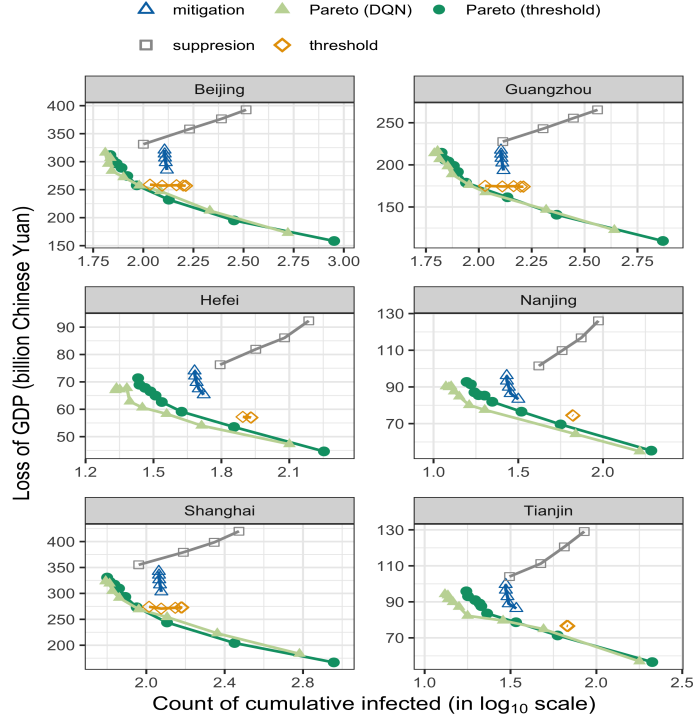 mitigation Pareto (DQN) Pareto (threshold)
suppresion threshold
Loss of GDP (billion Chinese Yuan)
Beijing
400
350
300
250
200
150
1.75 2.00 2.25 2.50 2.75 3.00
Guangzhou
250
200
150
1.75 2.00 2.25 2.50 2.75
Hefei
90
80
70
60
50
1.2 1.5 1.8 2.1
Nanjing
130
110
90
70
1.0 1.5 2.0
Shanghai
400
350
300
250
200
2.0 2.4 2.8
Tianjin
130
110
90
70
1.0 1.5 2.0 2.5
Count of cumulative infected (in log₁₀ scale)